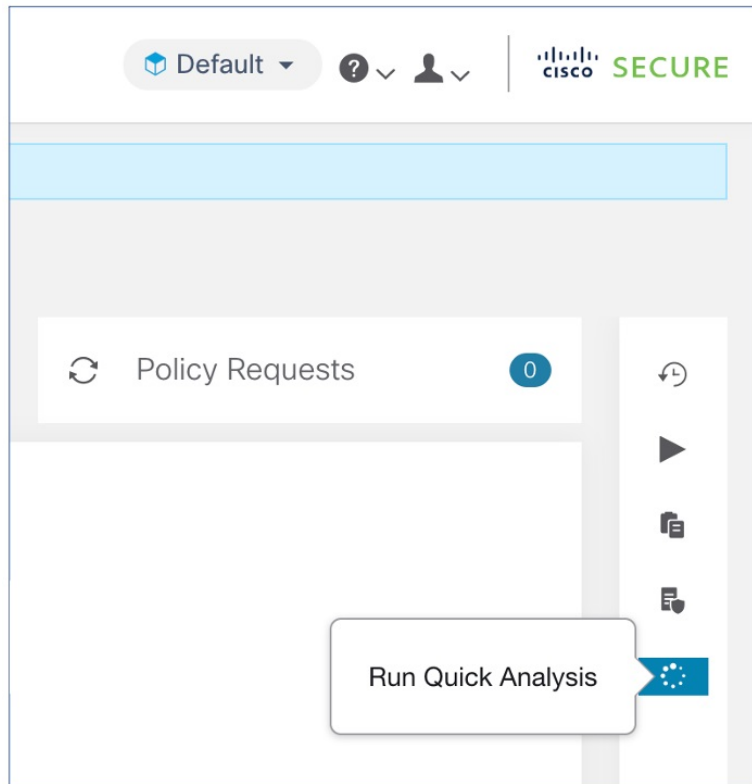 Default
?
CISCO SECURE
Policy Requests 0
Run Quick Analysis